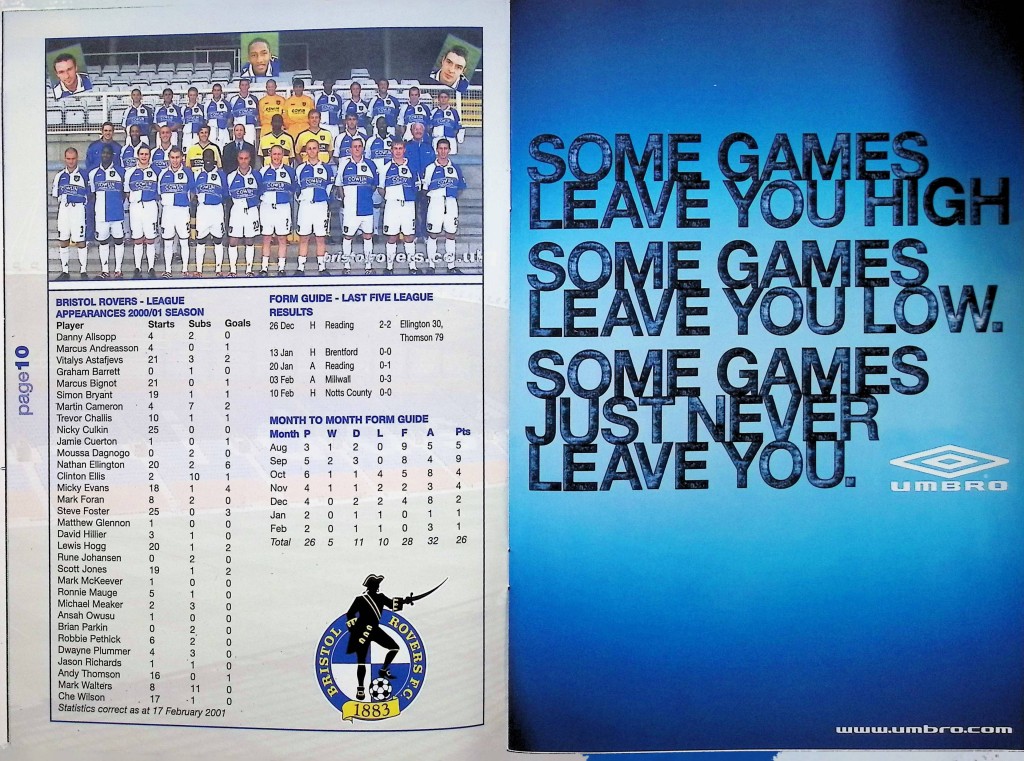 bristolrovers.co.uk
page10
BRISTOL ROVERS - LEAGUE
APPEARANCES 2000/01 SEASON
Player Starts Subs Goals
Danny Allsopp 4 2 0
Marcus Andreasson 4 0 1
Vitalys Astafjevs 21 3 2
Graham Barrett 0 1 0
Marcus Bignot 21 0 1
Simon Bryant 19 1 1
Martin Cameron 4 7 2
Trevor Challis 10 1 1
Nicky Culkin 25 0 0
Jamie Cuerton 1 0 1
Moussa Dagnogo 0 2 0
Nathan Ellington 20 2 6
Clinton Ellis 2 10 1
Micky Evans 18 1 4
Mark Foran 8 2 0
Steve Foster 25 0 3
Matthew Glennon 1 0 0
David Hillier 3 1 0
Lewis Hogg 20 1 2
Rune Johansen 0 2 0
Scott Jones 19 1 2
Mark McKeever 1 0 0
Ronnie Mauge 5 1 0
Michael Meaker 2 3 0
Ansah Owusu 1 0 0
Brian Parkin 0 2 0
Robbie Pethick 6 2 0
Dwayne Plummer 4 3 0
Jason Richards 1 1 0
Andy Thomson 16 0 1
Mark Walters 8 11 0
Che Wilson 17 1 0
Statistics correct as at 17 February 2001
FORM GUIDE - LAST FIVE LEAGUE
RESULTS
26 Dec H Reading 2-2 Ellington 30,
Thomson 79
13 Jan H Brentford 0-0
20 Jan A Reading 0-1
03 Feb A Millwall 0-3
10 Feb H Notts County 0-0
MONTH TO MONTH FORM GUIDE
Month P W D L F A Pts
Aug 3 1 2 0 9 5 5
Sep 5 2 3 0 8 4 9
Oct 6 1 1 4 5 8 4
Nov 4 1 1 2 2 3 4
Dec 4 0 2 2 4 8 2
Jan 2 0 1 1 0 1 1
Feb 2 0 1 1 0 3 1
Total 26 5 11 10 28 32 26
BRISTOL ROVERS F.C.
1883
SOME GAMES
LEAVE YOU HIGH
SOME GAMES
LEAVE YOU LOW.
SOME GAMES
JUST NEVER
LEAVE YOU.
UMBRO
www.umbro.com